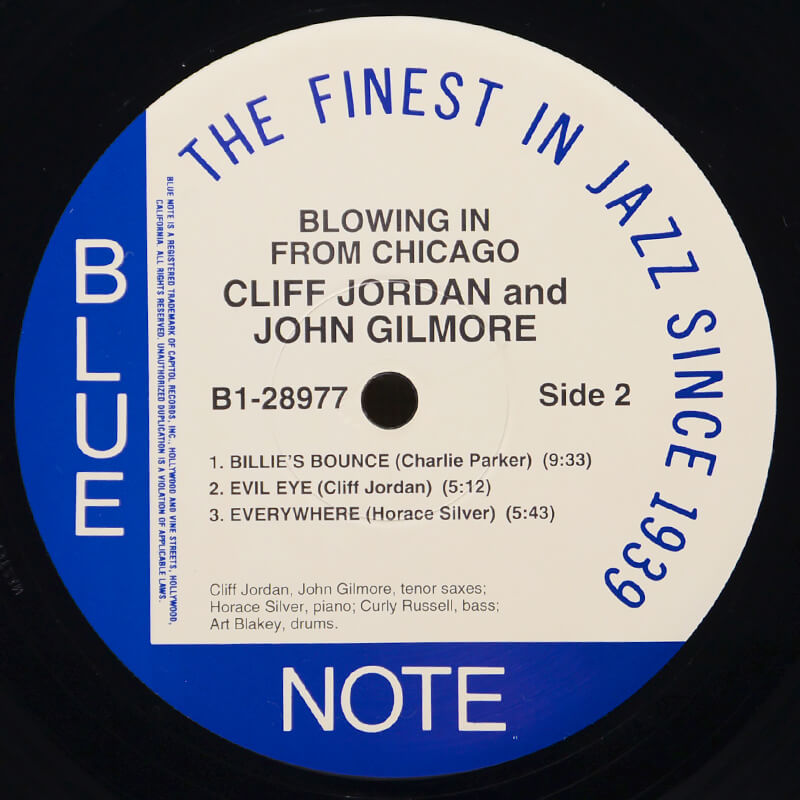 THE FINEST IN JAZZ SINCE 1939
BLOWING IN
FROM CHICAGO
CLIFF JORDAN and
JOHN GILMORE
B1-28977
Side 2
1. BILLIE'S BOUNCE (Charlie Parker) (9:33)
2. EVIL EYE (Cliff Jordan) (5:12)
3. EVERYWHERE (Horace Silver) (5:43)
Cliff Jordan, John Gilmore, tenor saxes;
Horace Silver, piano; Curly Russell, bass;
Art Blakey, drums.
BLUE
NOTE
BLUE NOTE IS A REGISTERED TRADEMARK OF CAPITOL RECORDS, INC., HOLLYWOOD AND VINE STREETS, HOLLYWOOD,
CALIFORNIA. ALL RIGHTS RESERVED. UNAUTHORIZED DUPLICATION IS A VIOLATION OF APPLICABLE LAWS.